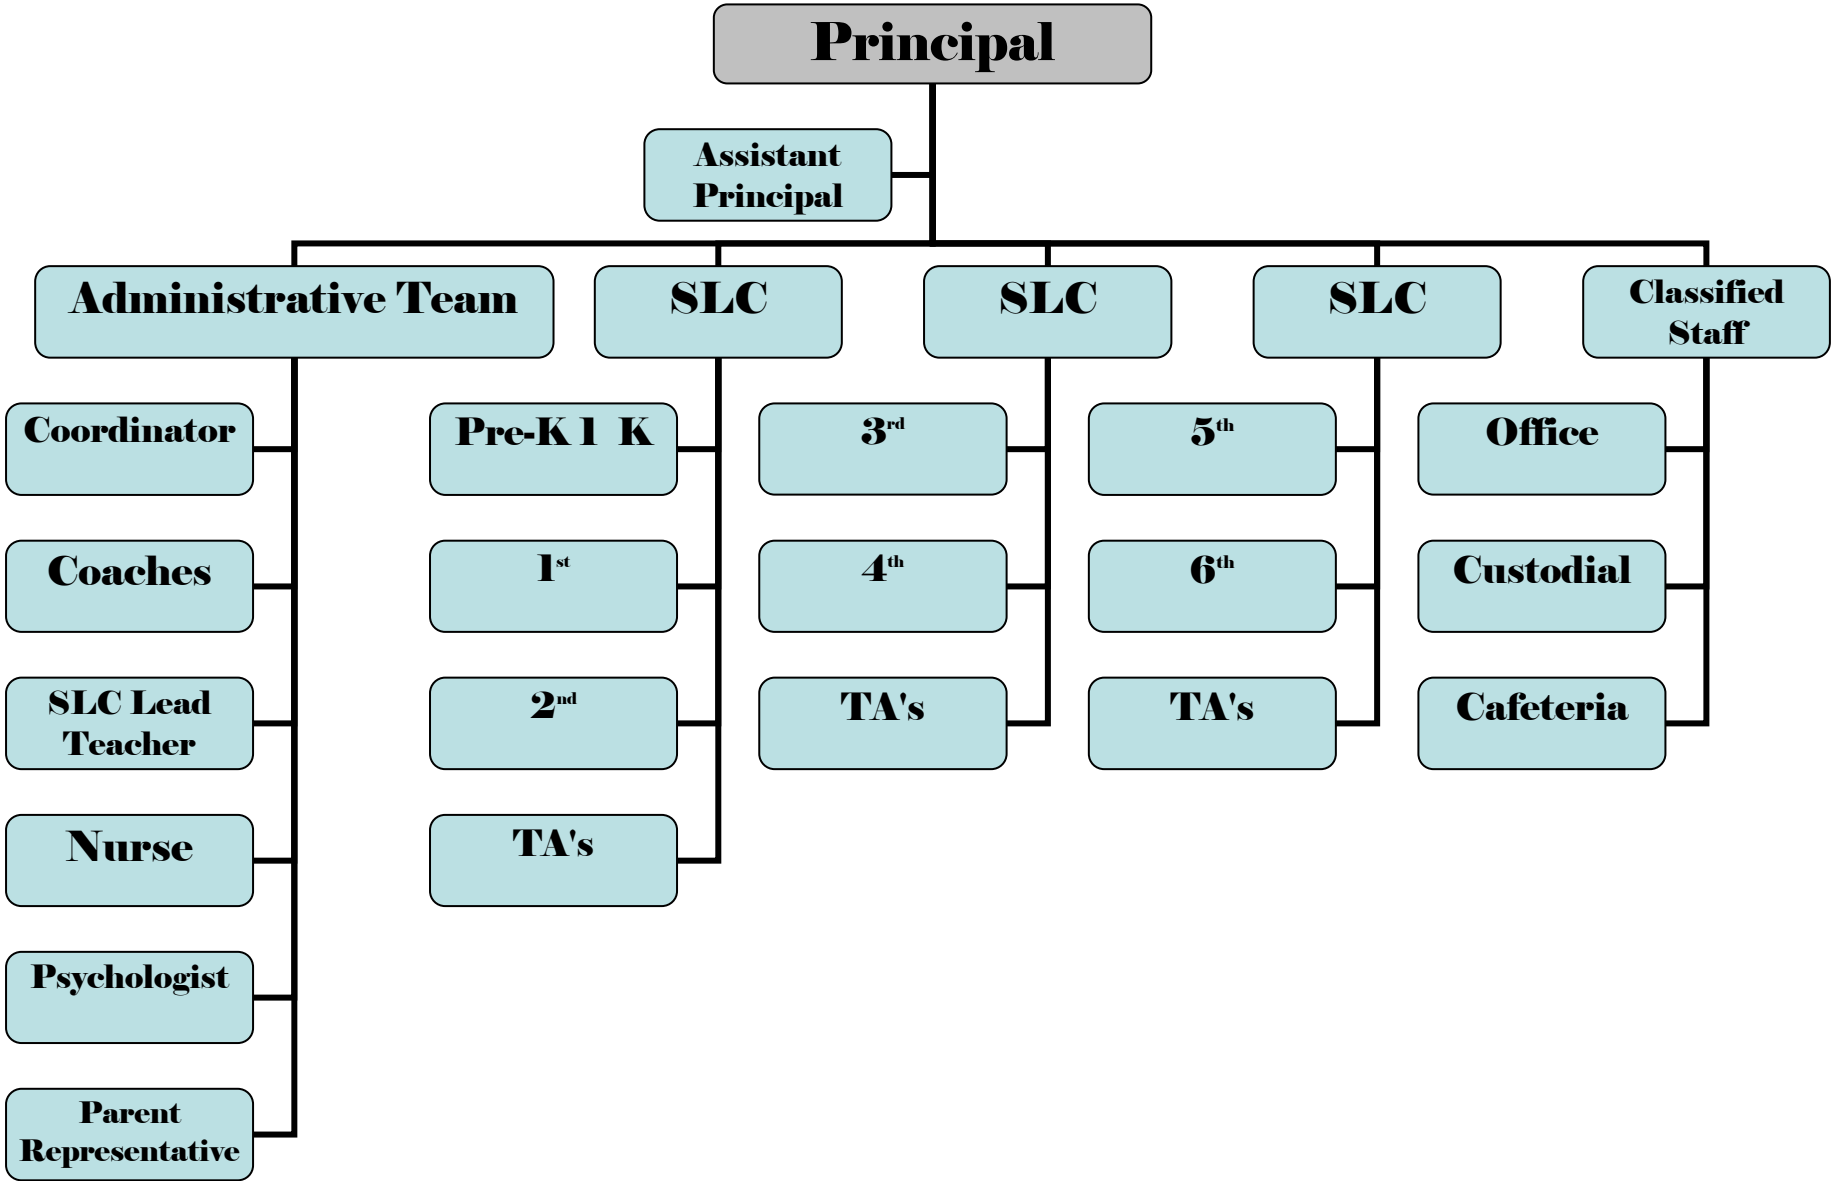 Principal
Assistant
Principal
Administrative Team
SLC
SLC
SLC
Classified
Staff
Coordinator
Pre-K 1 K
3rd
5th
Office
Coaches
1st
4th
6th
Custodial
SLC Lead
Teacher
2nd
TA's
TA's
Cafeteria
Nurse
TA's
Psychologist
Parent
Representative